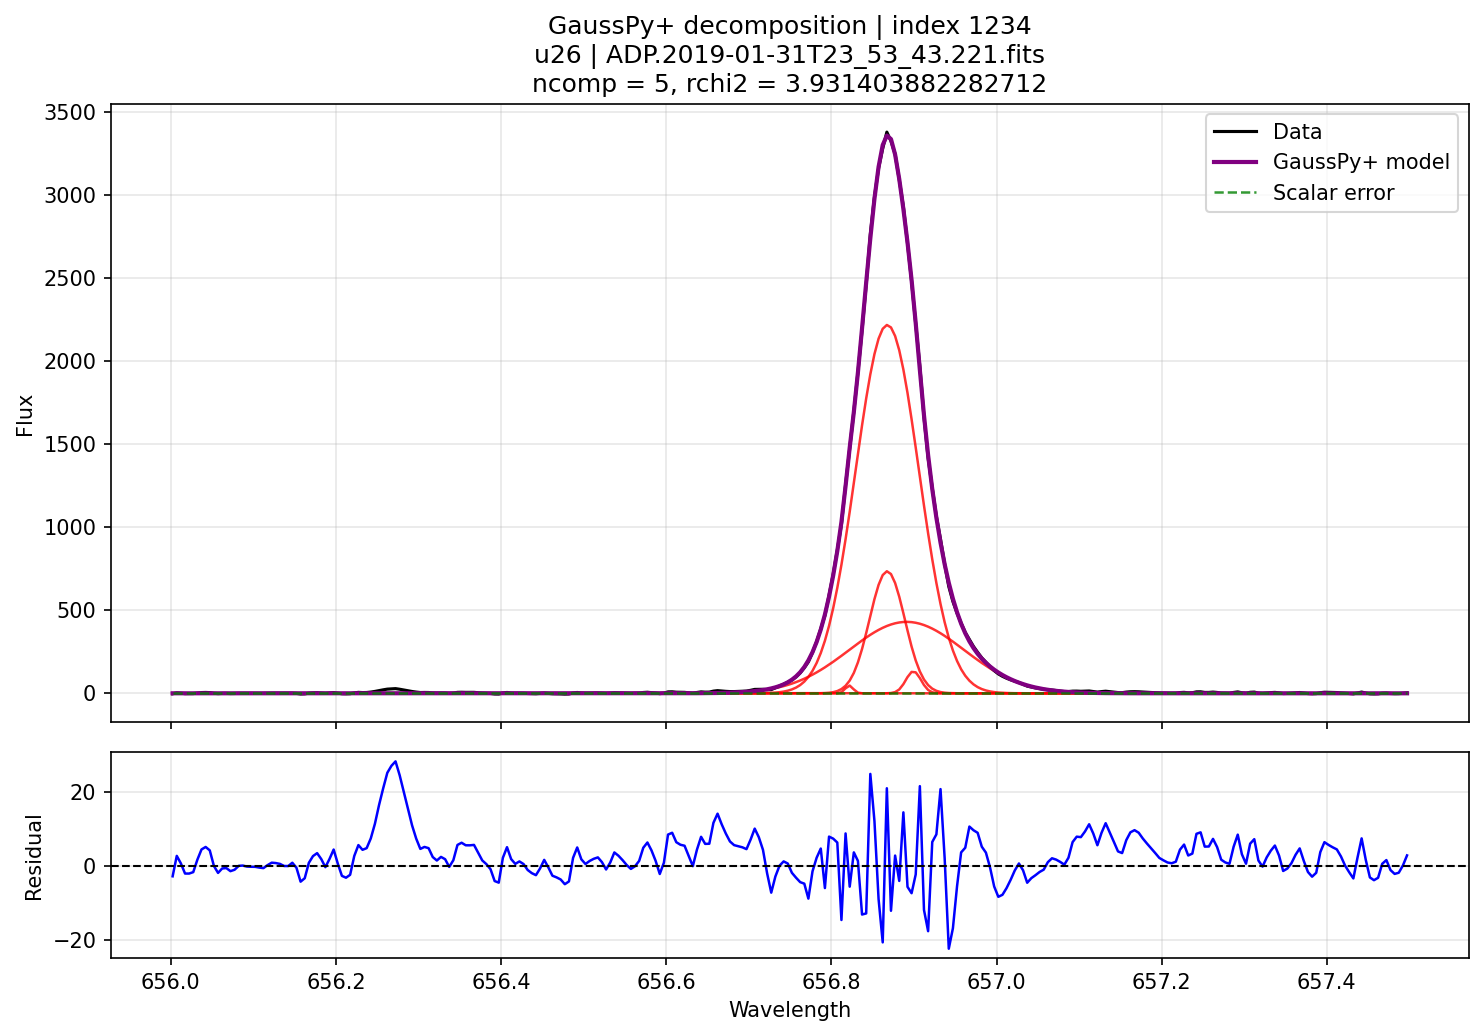 GaussPy+ decomposition | index 1234
u26 | ADP.2019-01-31T23_53_43.221.fits
ncomp = 5, rchi2 = 3.931403882282712
3500
3000
2500
2000
1500
1000
500
0
Flux
Data
GaussPy+ model
Scalar error
20
0
−20
Residual
656.0 656.2 656.4 656.6 656.8 657.0 657.2 657.4
Wavelength